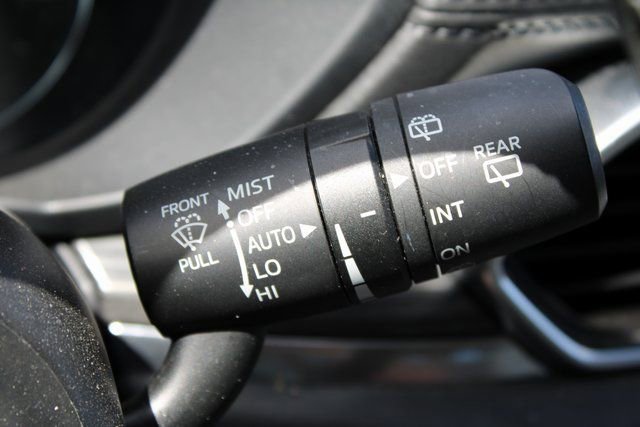 FRONT
PULL
MIST
OFF
AUTO
LO
HI
OFF
INT
ON
REAR